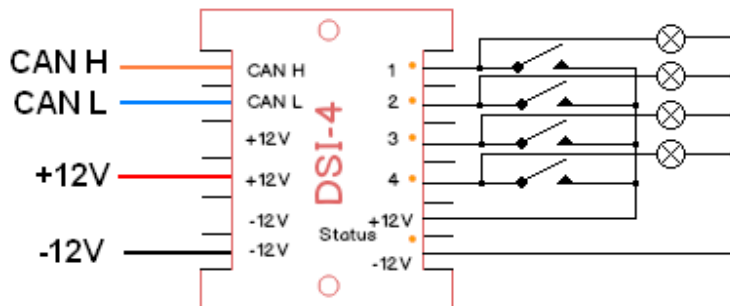 CAN H
CAN L
+12V
-12V
CAN H
CAN L
+12V
+12V
-12V
-12V
DSI-4
1
2
3
4
+12V
Status
-12V